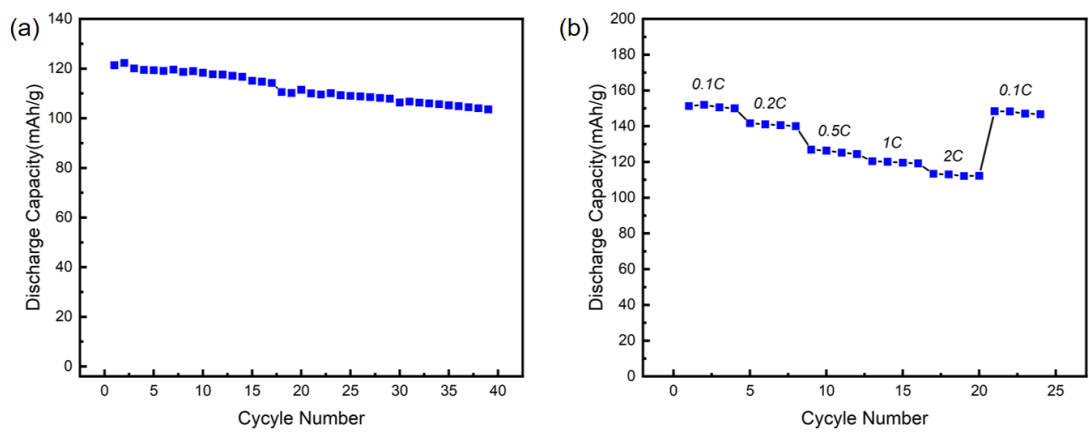 (a)
140
120
100
80
60
40
20
0
Discharge Capacity(mAh/g)
0 5 10 15 20 25 30 35 40
Cycyle Number
(b)
200
180
160
140
120
100
80
60
40
20
0
Discharge Capacity(mAh/g)
0.1C
0.2C
0.5C
1C
2C
0.1C
0 5 10 15 20 25
Cycyle Number